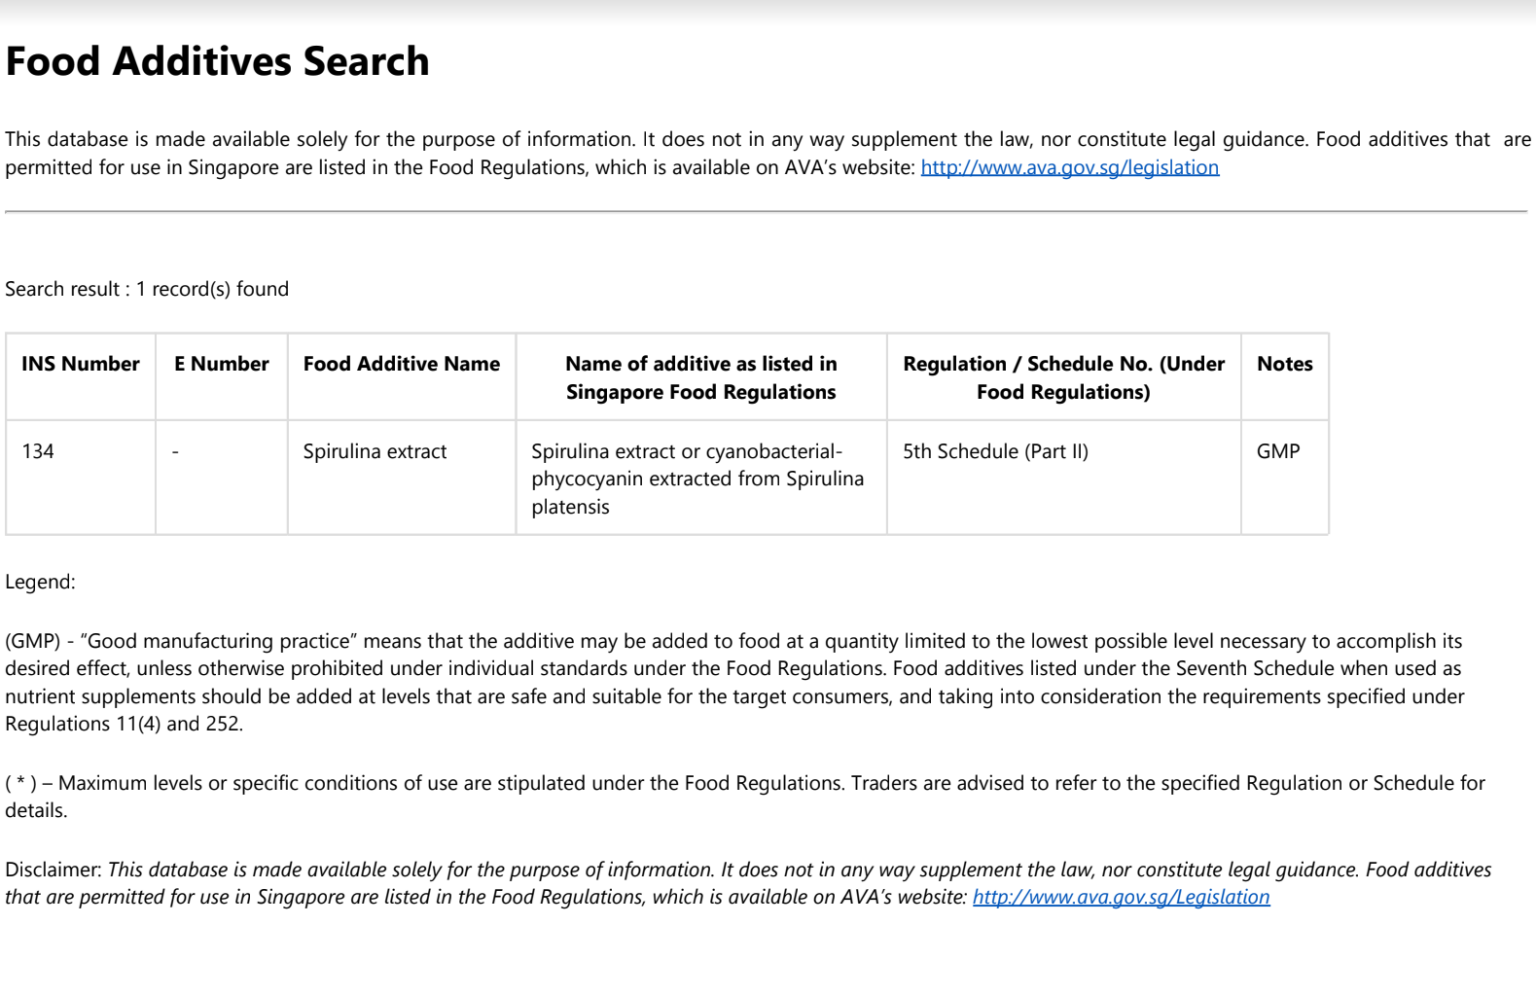 Food Additives Search
This database is made available solely for the purpose of information. It does not in any way supplement the law, nor constitute legal guidance. Food additives that are
permitted for use in Singapore are listed in the Food Regulations, which is available on AVA's website: http://www.ava.gov.sg/legislation
Search result : 1 record(s) found
INS Number E Number Food Additive Name Name of additive as listed in Singapore Food Regulations Regulation / Schedule No. (Under Food Regulations) Notes
134 - Spirulina extract Spirulina extract or cyanobacterial-phycocyanin extracted from Spirulina platensis 5th Schedule (Part II) GMP
Legend:
(GMP) - “Good manufacturing practice” means that the additive may be added to food at a quantity limited to the lowest possible level necessary to accomplish its
desired effect, unless otherwise prohibited under individual standards under the Food Regulations. Food additives listed under the Seventh Schedule when used as
nutrient supplements should be added at levels that are safe and suitable for the target consumers, and taking into consideration the requirements specified under
Regulations 11(4) and 252.
( * ) – Maximum levels or specific conditions of use are stipulated under the Food Regulations. Traders are advised to refer to the specified Regulation or Schedule for
details.
Disclaimer: This database is made available solely for the purpose of information. It does not in any way supplement the law, nor constitute legal guidance. Food additives
that are permitted for use in Singapore are listed in the Food Regulations, which is available on AVA's website: http://www.ava.gov.sg/Legislation